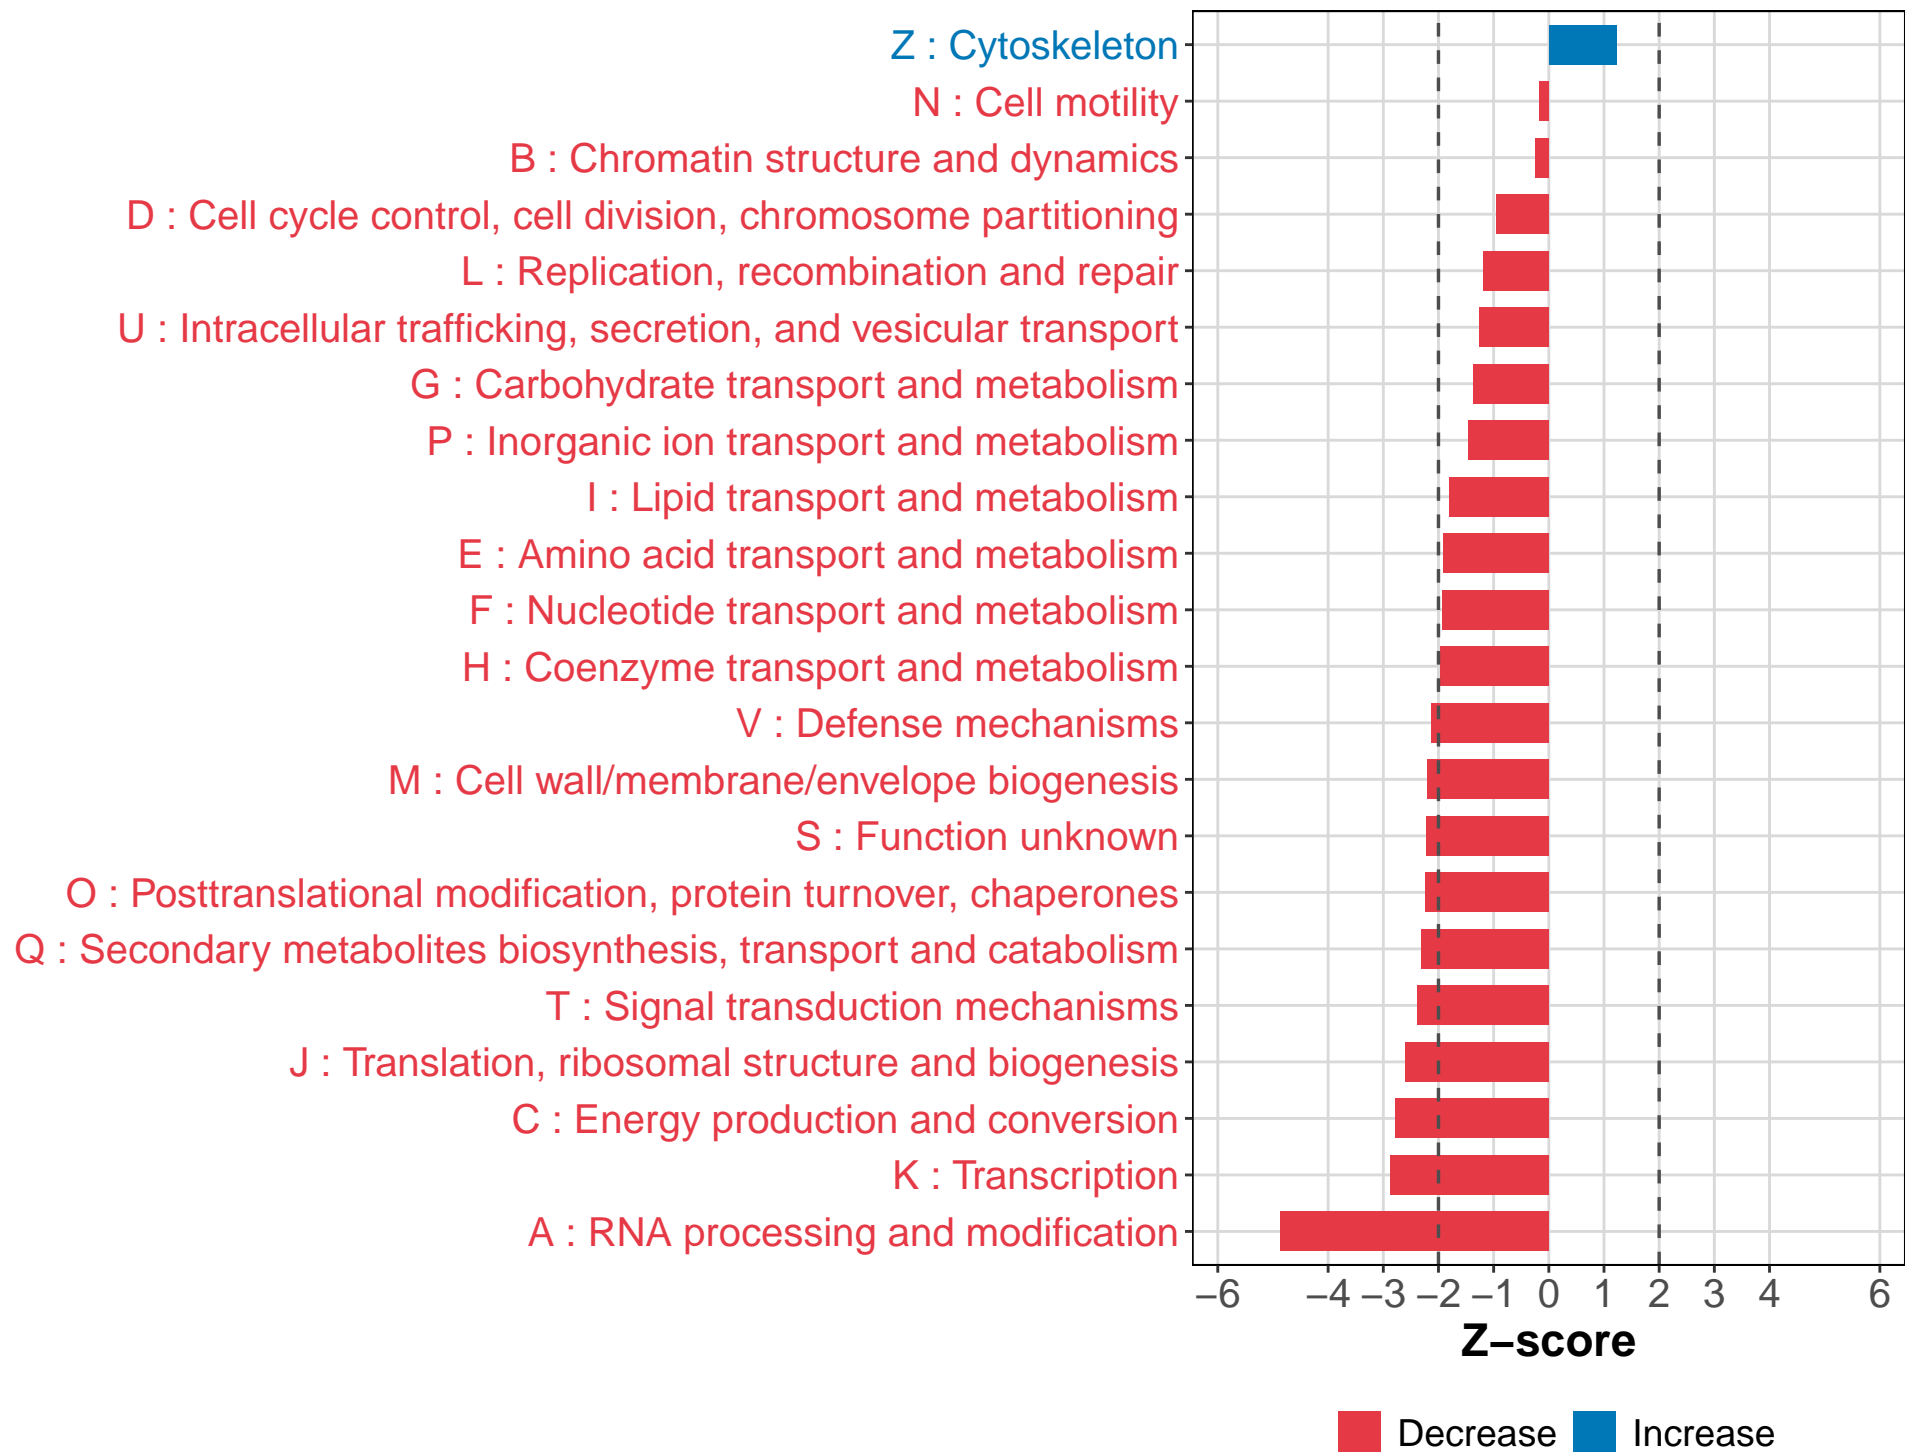 Z : Cytoskeleton
N : Cell motility
B : Chromatin structure and dynamics
D : Cell cycle control, cell division, chromosome partitioning
L : Replication, recombination and repair
U : Intracellular trafficking, secretion, and vesicular transport
G : Carbohydrate transport and metabolism
P : Inorganic ion transport and metabolism
I : Lipid transport and metabolism
E : Amino acid transport and metabolism
F : Nucleotide transport and metabolism
H : Coenzyme transport and metabolism
V : Defense mechanisms
M : Cell wall/membrane/envelope biogenesis
S : Function unknown
O : Posttranslational modification, protein turnover, chaperones
Q : Secondary metabolites biosynthesis, transport and catabolism
T : Signal transduction mechanisms
J : Translation, ribosomal structure and biogenesis
C : Energy production and conversion
K : Transcription
A : RNA processing and modification
−6 −4 −3 −2 −1 0 1 2 3 4 6
Z−score
Decrease Increase